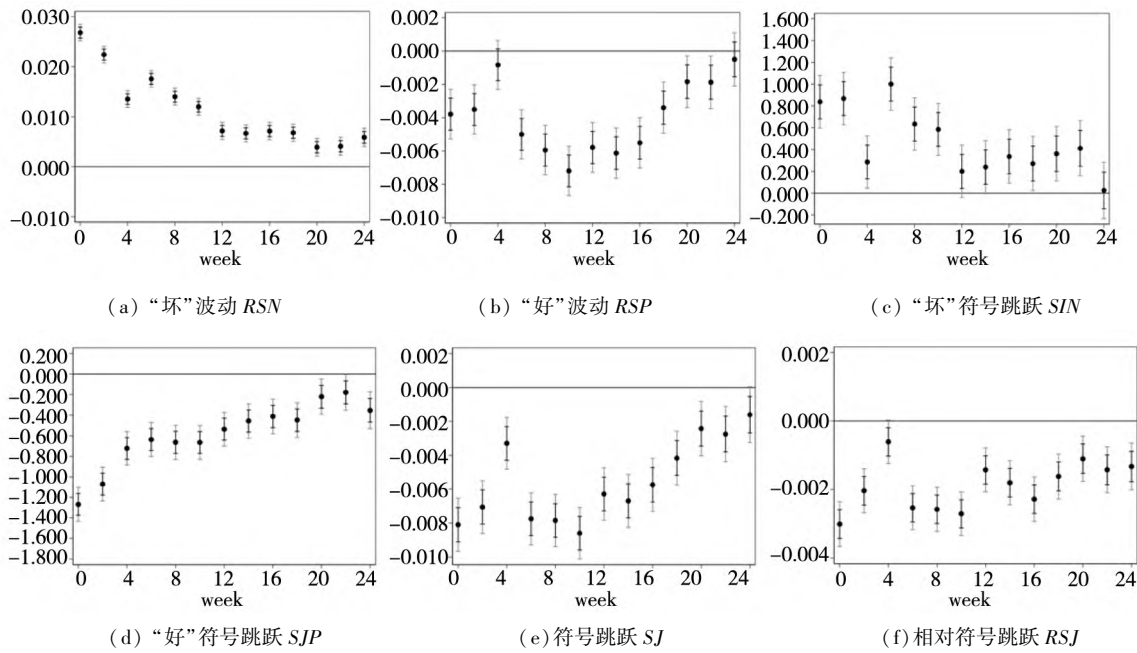 0.030
0.020
0.010
0.000
−0.010
0 4 8 12 16 20 24
week
(a)“坏”波动 RSN
0.002
0.000
−0.002
−0.004
−0.006
−0.008
−0.010
0 4 8 12 16 20 24
week
(b)“好”波动 RSP
1.600
1.400
1.200
1.000
0.800
0.600
0.400
0.200
0.000
−0.200
0 4 8 12 16 20 24
week
(c)“坏”符号跳跃 SIN
0.200
0.000
−0.200
−0.400
−0.600
−0.800
−1.000
−1.200
−1.400
−1.600
−1.800
0 4 8 12 16 20 24
week
(d)“好”符号跳跃 SJP
0.002
0.000
−0.002
−0.004
−0.006
−0.008
−0.010
0 4 8 12 16 20 24
week
(e)符号跳跃 SJ
0.002
0.000
−0.002
−0.004
0 4 8 12 16 20 24
week
(f)相对符号跳跃 RSJ